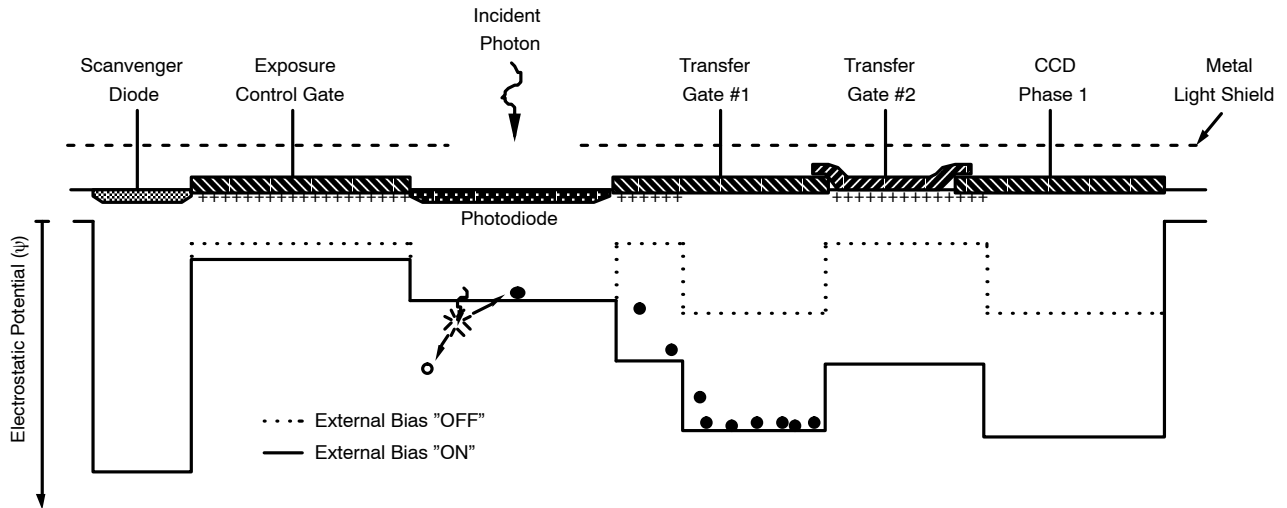 Incident
Photon
Scanvenger
Diode
Exposure
Control Gate
Transfer
Gate #1
Transfer
Gate #2
CCD
Phase 1
Metal
Light Shield
Photodiode
Electrostatic Potential (ψ)
External Bias ”OFF”
External Bias ”ON”